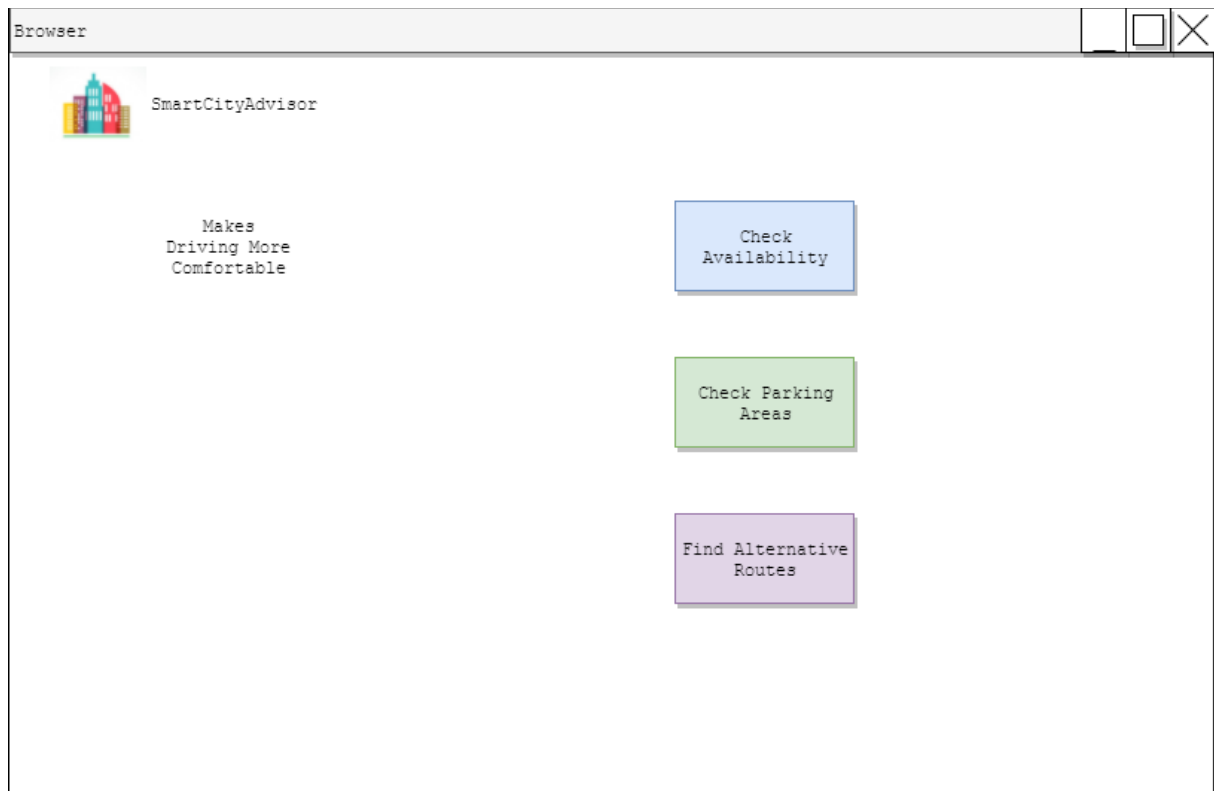 Browser
SmartCityAdvisor
Makes
Driving More
Comfortable
Check
Availability
Check Parking
Areas
Find Alternative
Routes